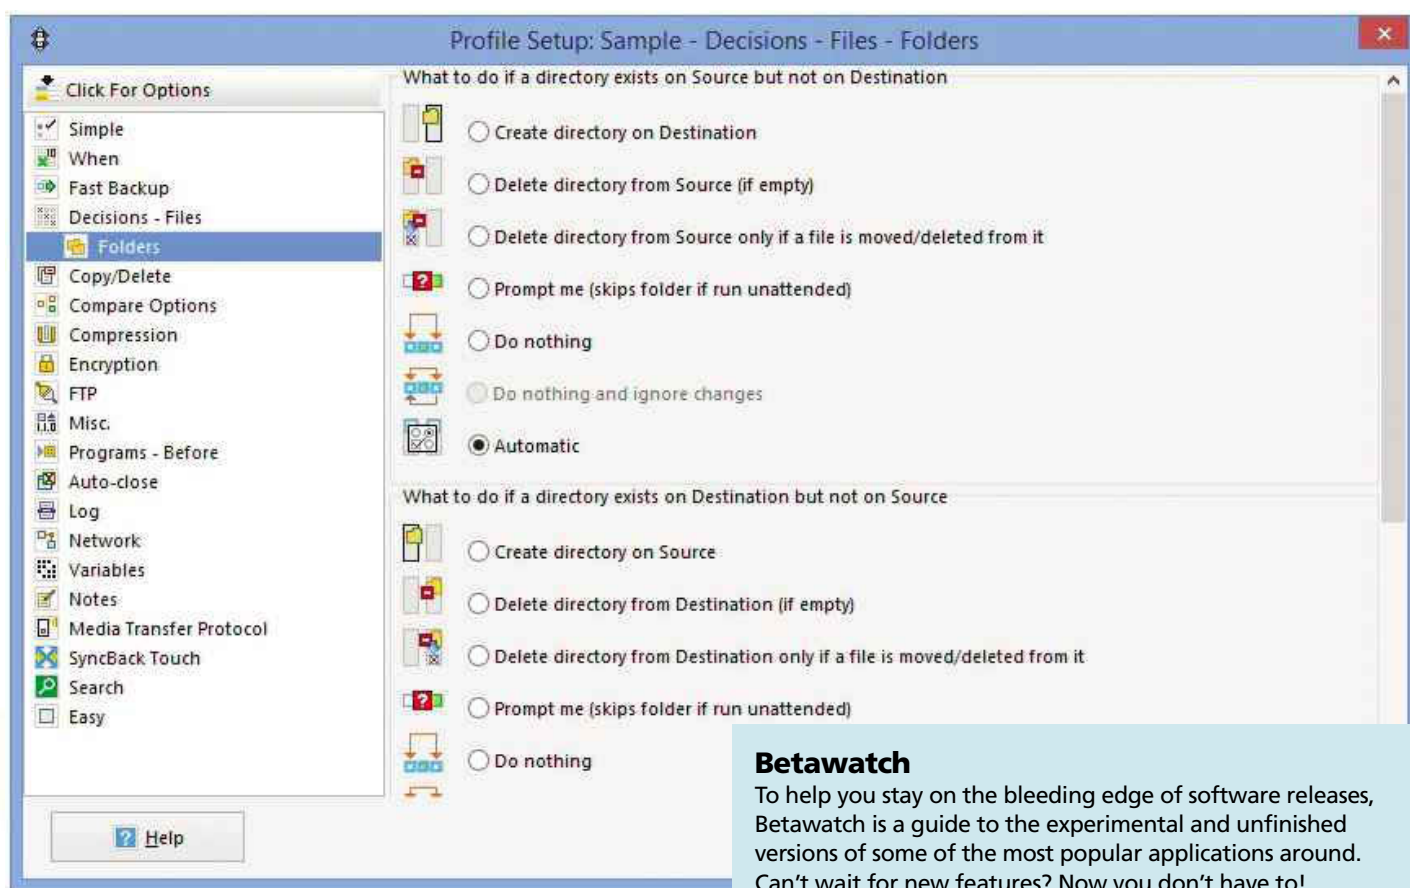 Profile Setup: Sample - Decisions - Files - Folders
Click For Options
Simple
When
Fast Backup
Decisions - Files
Folders
Copy/Delete
Compare Options
Compression
Encryption
FTP
Misc.
Programs - Before
Auto-close
Log
Network
Variables
Notes
Media Transfer Protocol
SyncBack Touch
Search
Easy
Help
What to do if a directory exists on Source but not on Destination
Create directory on Destination
Delete directory from Source (if empty)
Delete directory from Source only if a file is moved/deleted from it
Prompt me (skips folder if run unattended)
Do nothing
Do nothing and ignore changes
Automatic
What to do if a directory exists on Destination but not on Source
Create directory on Source
Delete directory from Destination (if empty)
Delete directory from Destination only if a file is moved/deleted from it
Prompt me (skips folder if run unattended)
Do nothing
Betawatch
To help you stay on the bleeding edge of software releases,
Betawatch is a guide to the experimental and unfinished
versions of some of the most popular applications around.
Can't wait for new features? Now you don't have to!